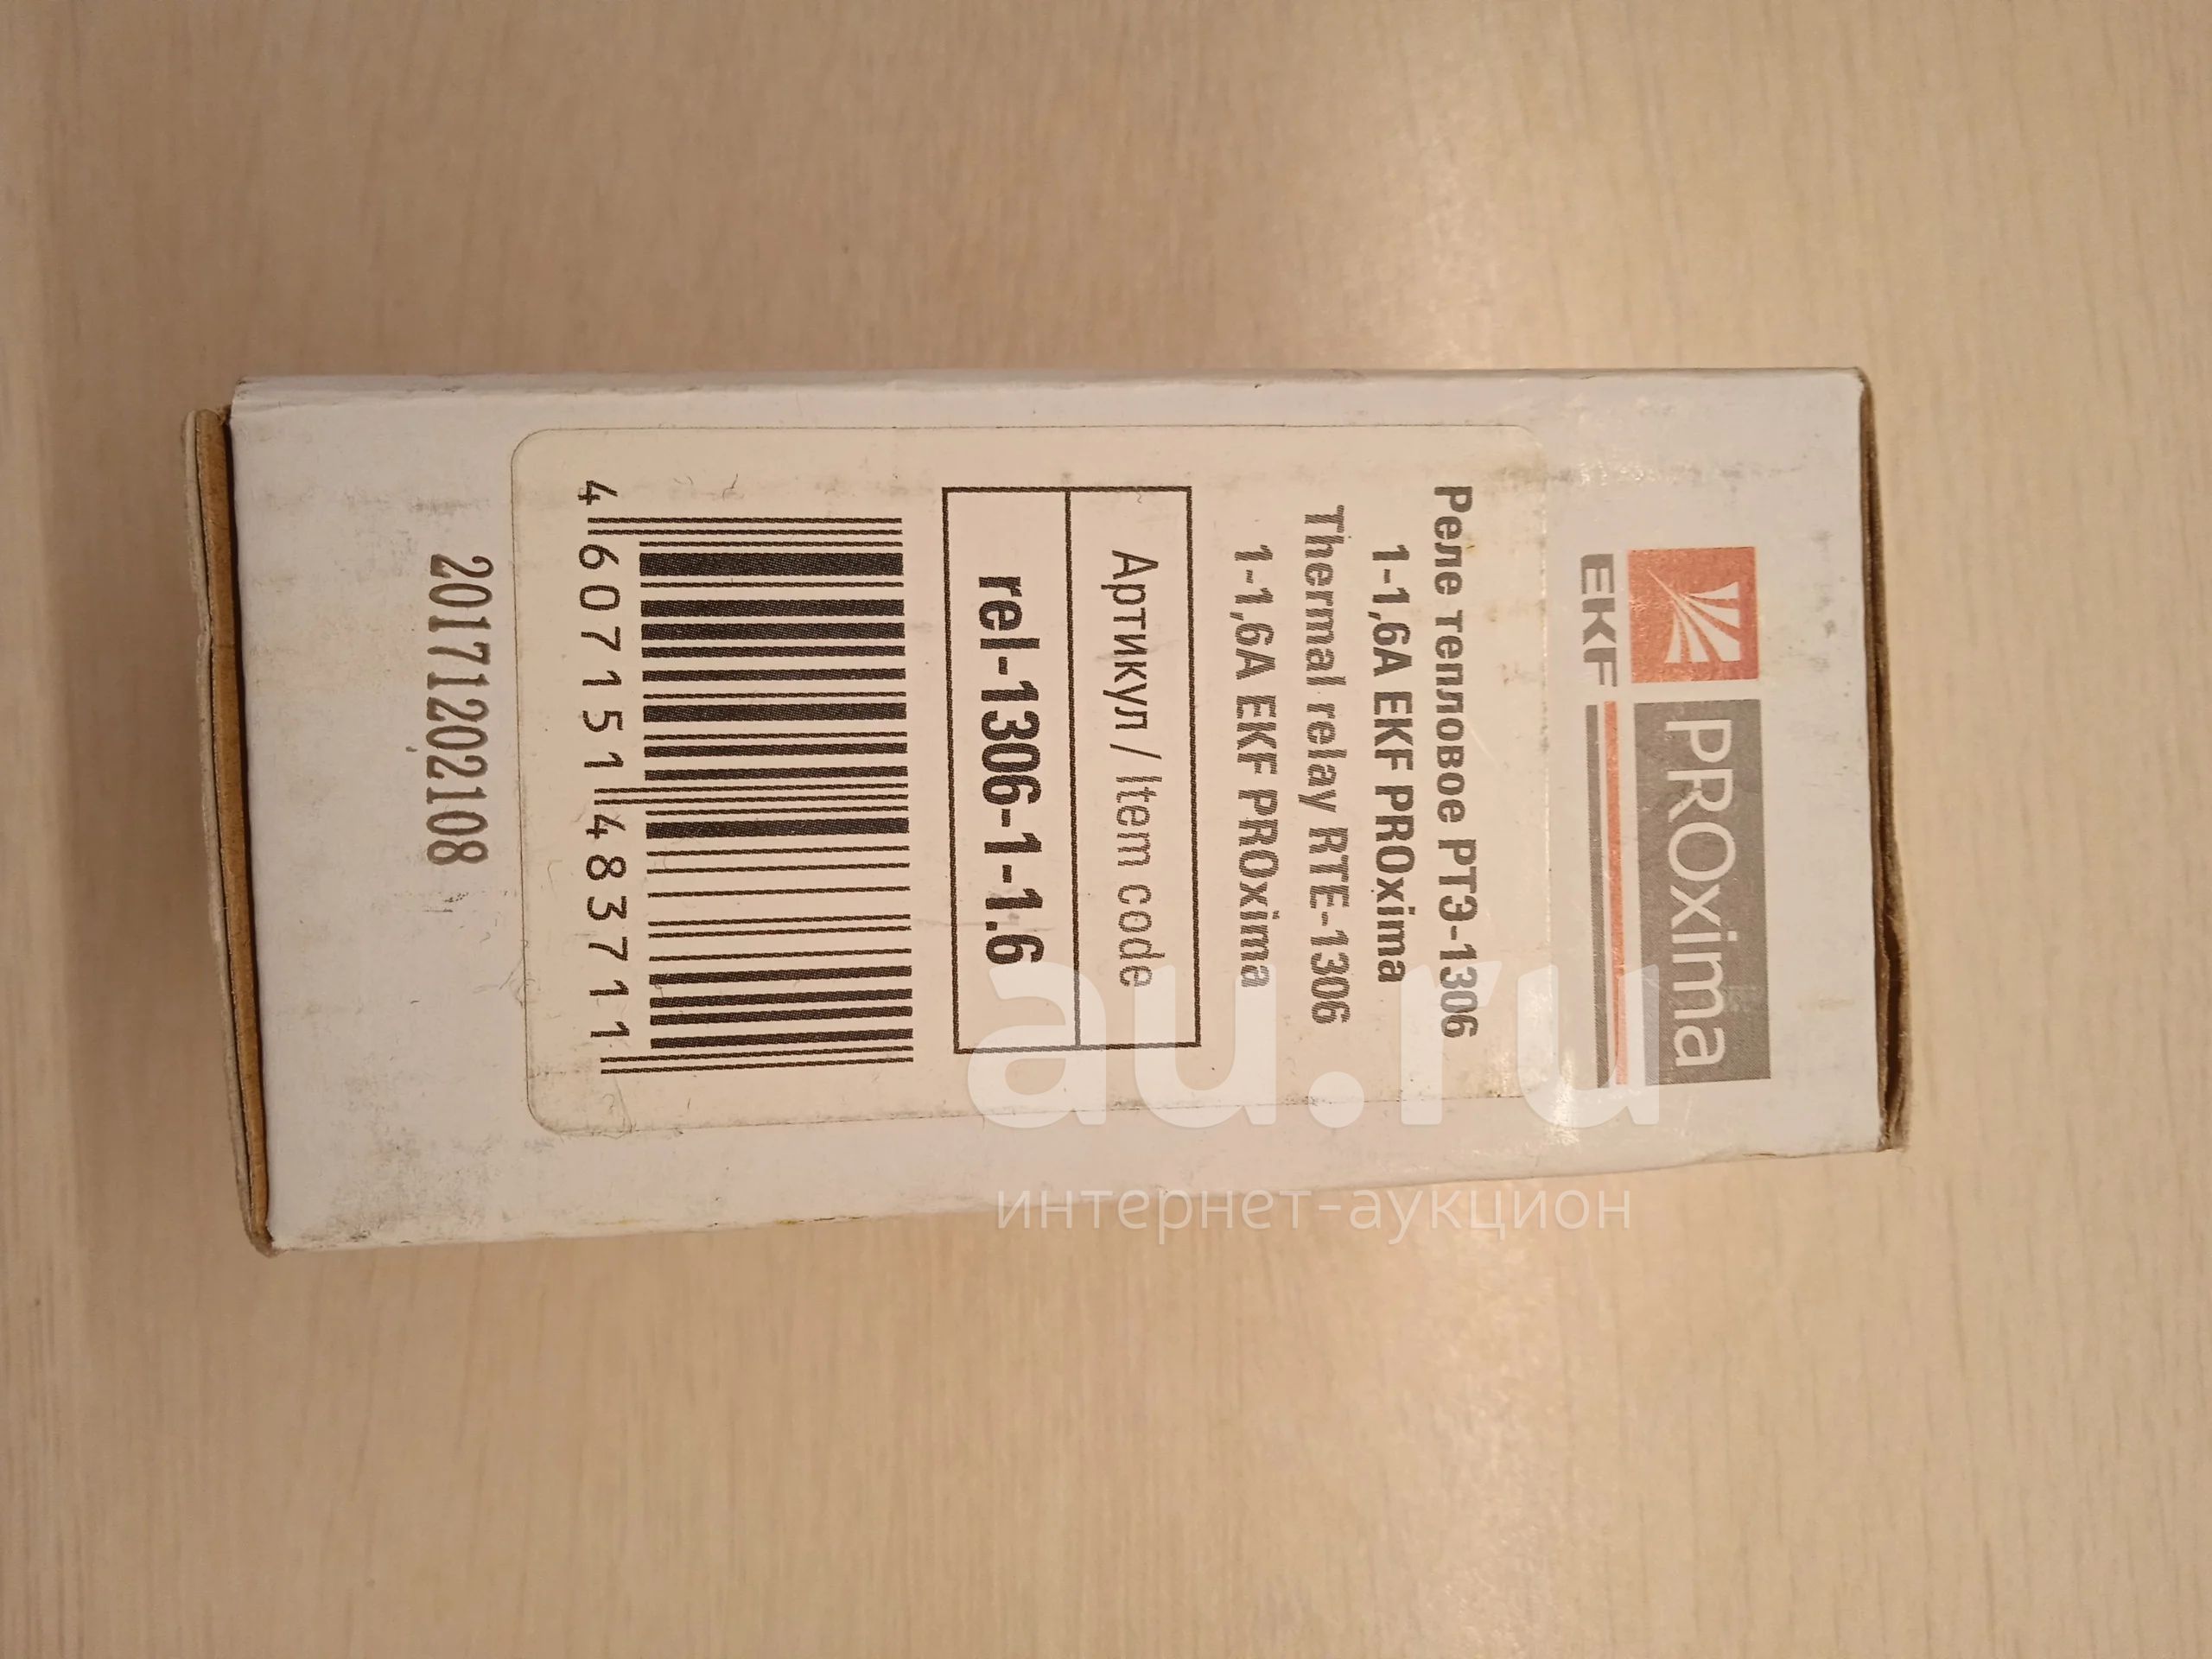 EKF
PROxima
Реле тепловое РТЭ-1306
1-1,6А EKF PROxima
Thermal relay RTE-1306
1-1,6A EKF PROxima
Артикул / Item code
rel-1306-1-1.6
4 607151 483711
20171202108
au.ru
интернет-аукцион